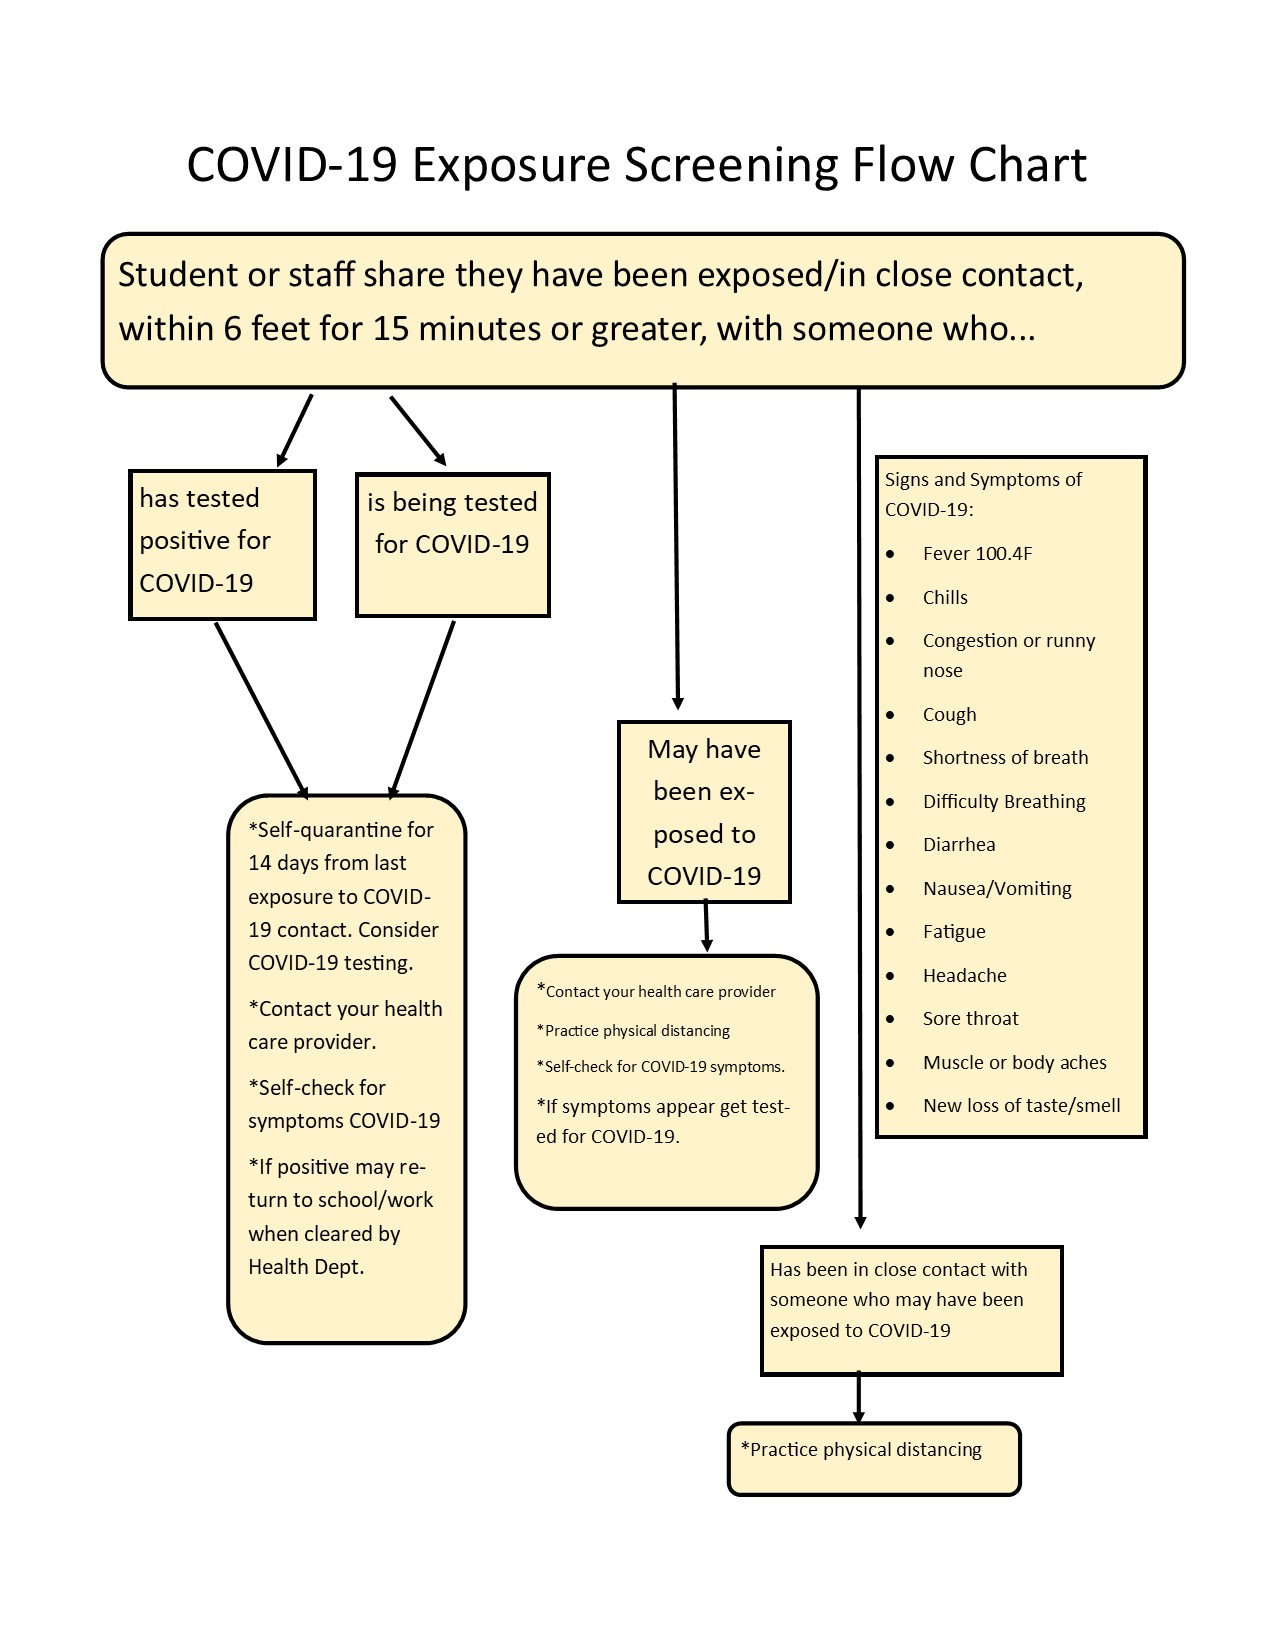 COVID-19 Exposure Screening Flow Chart
Student or staff share they have been exposed/in close contact,
within 6 feet for 15 minutes or greater, with someone who...
has tested
positive for
COVID-19
is being tested
for COVID-19
*Self-quarantine for
14 days from last
exposure to COVID-
19 contact. Consider
COVID-19 testing.
*Contact your health
care provider.
*Self-check for
symptoms COVID-19
*If positive may re-
turn to school/work
when cleared by
Health Dept.
May have
been ex-
posed to
COVID-19
*Contact your health care provider
*Practice physical distancing
*Self-check for COVID-19 symptoms.
*If symptoms appear get test-
ed for COVID-19.
Signs and Symptoms of
COVID-19:
• Fever 100.4F
• Chills
• Congestion or runny
nose
• Cough
• Shortness of breath
• Difficulty Breathing
• Diarrhea
• Nausea/Vomiting
• Fatigue
• Headache
• Sore throat
• Muscle or body aches
• New loss of taste/smell
Has been in close contact with
someone who may have been
exposed to COVID-19
*Practice physical distancing